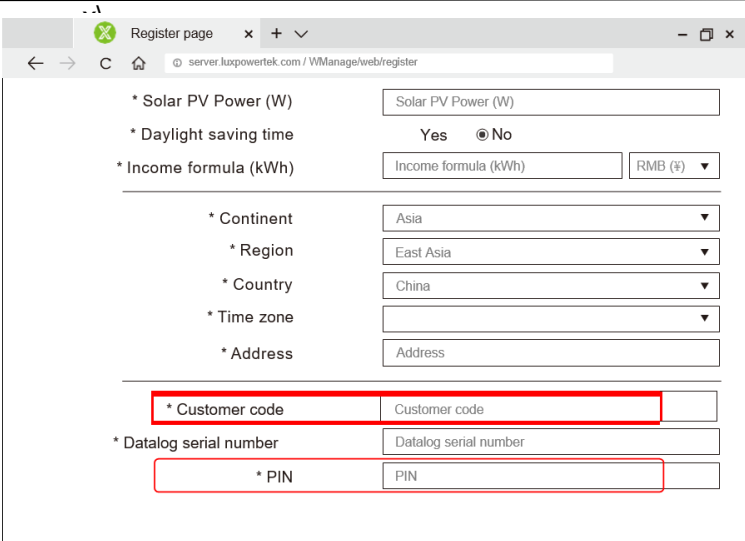 Register page
server.luxpowertek.com / WManage/web/register
* Solar PV Power (W) Solar PV Power (W)
* Daylight saving time Yes No
* Income formula (kWh) Income formula (kWh) RMB (¥)
* Continent Asia
* Region East Asia
* Country China
* Time zone
* Address Address
* Customer code Customer code
* Datalog serial number Datalog serial number
* PIN PIN